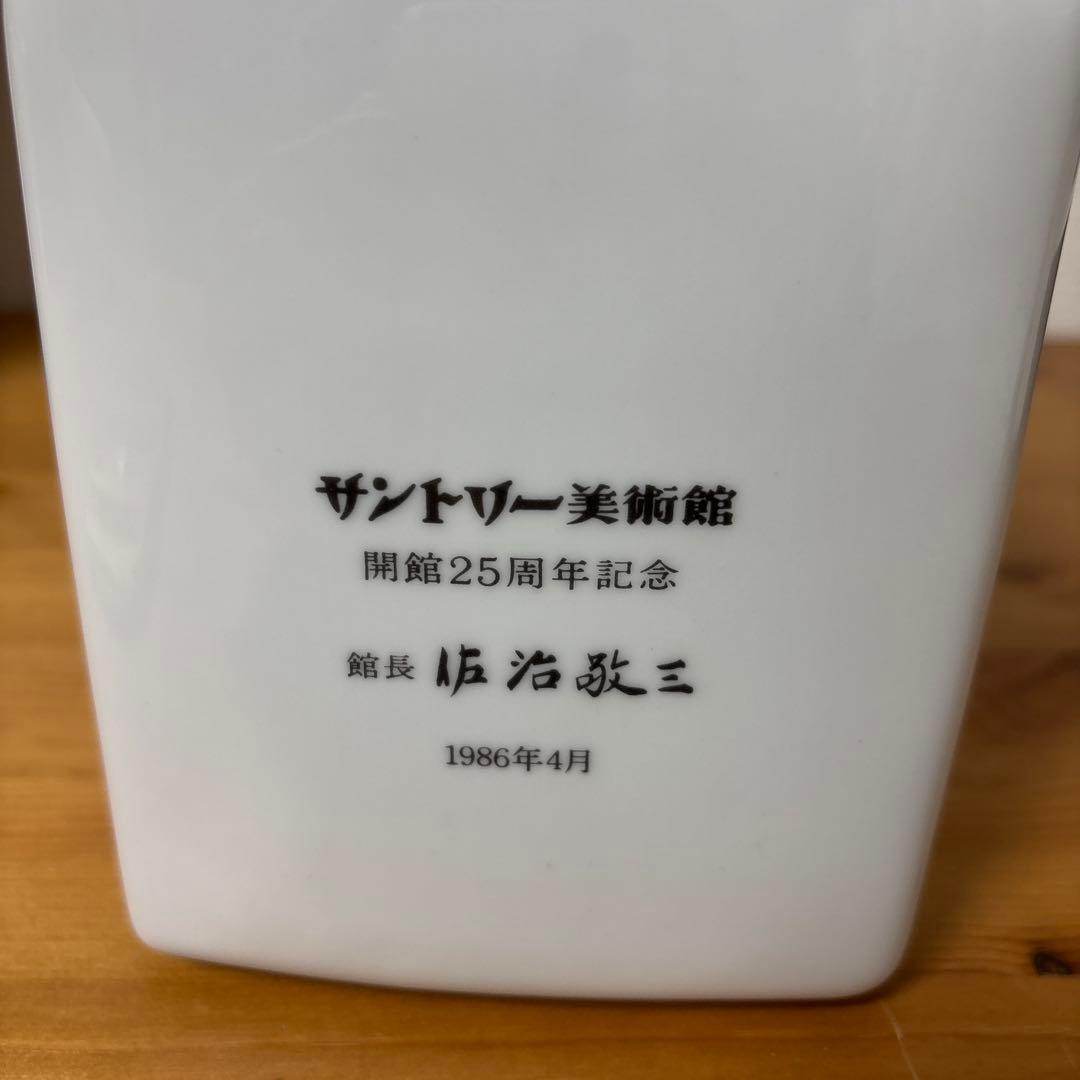 サントリー美術館
開館25周年記念
館長 佐治敬三
1986年4月